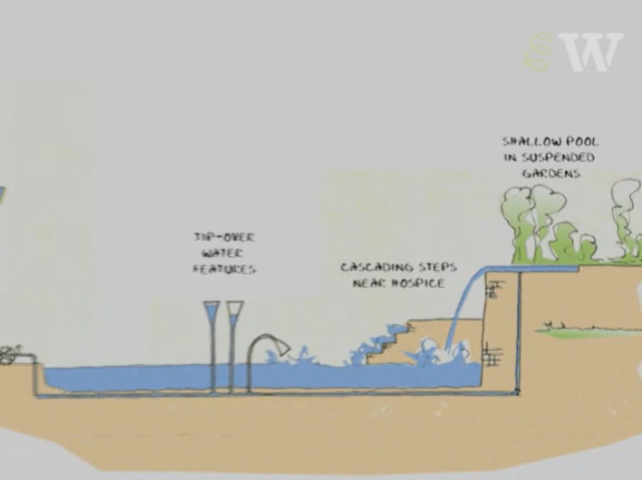 W
SHALLOW POOL
IN SUSPENDED
GARDENS
TIP-OVER
WATER
FEATURES
CASCADING STEPS
NEAR HOSPICE